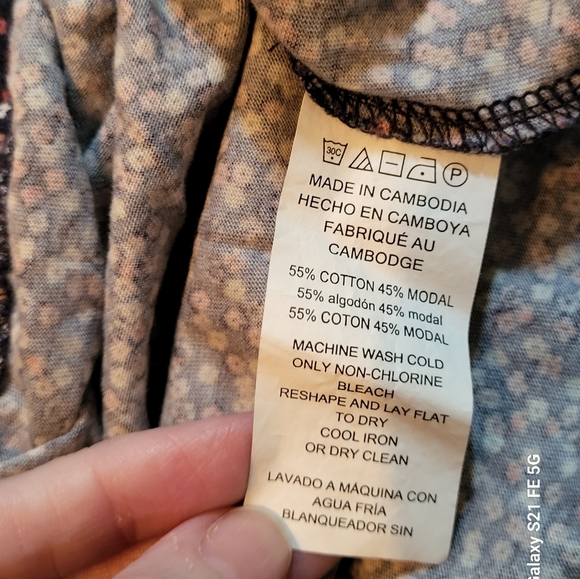 30C
P
MADE IN CAMBODIA
HECHO EN CAMBOYA
FABRIQUÉ AU
CAMBODGE
55% COTTON 45% MODAL
55% algodón 45% modal
55% COTON 45% MODAL
MACHINE WASH COLD
ONLY NON-CHLORINE
BLEACH
RESHAPE AND LAY FLAT
TO DRY
COOL IRON
OR DRY CLEAN
LAVADO A MÁQUINA CON
AGUA FRÍA
BLANQUEADOR SIN
alaxy S21 FE 5G